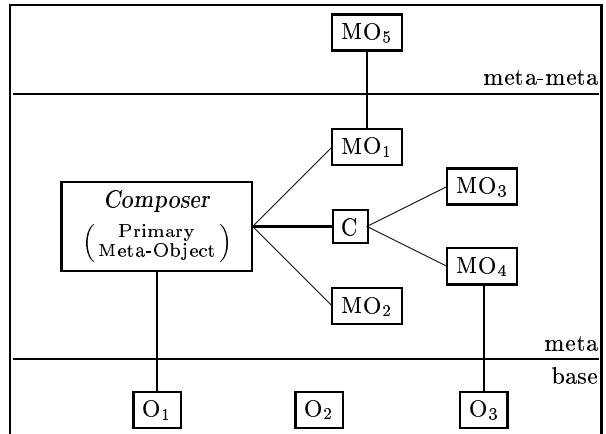 MO₅
meta-meta
MO₁
MO₃
Composer
(Primary
Meta-Object)
C
MO₄
MO₂
meta
base
O₁ O₂ O₃